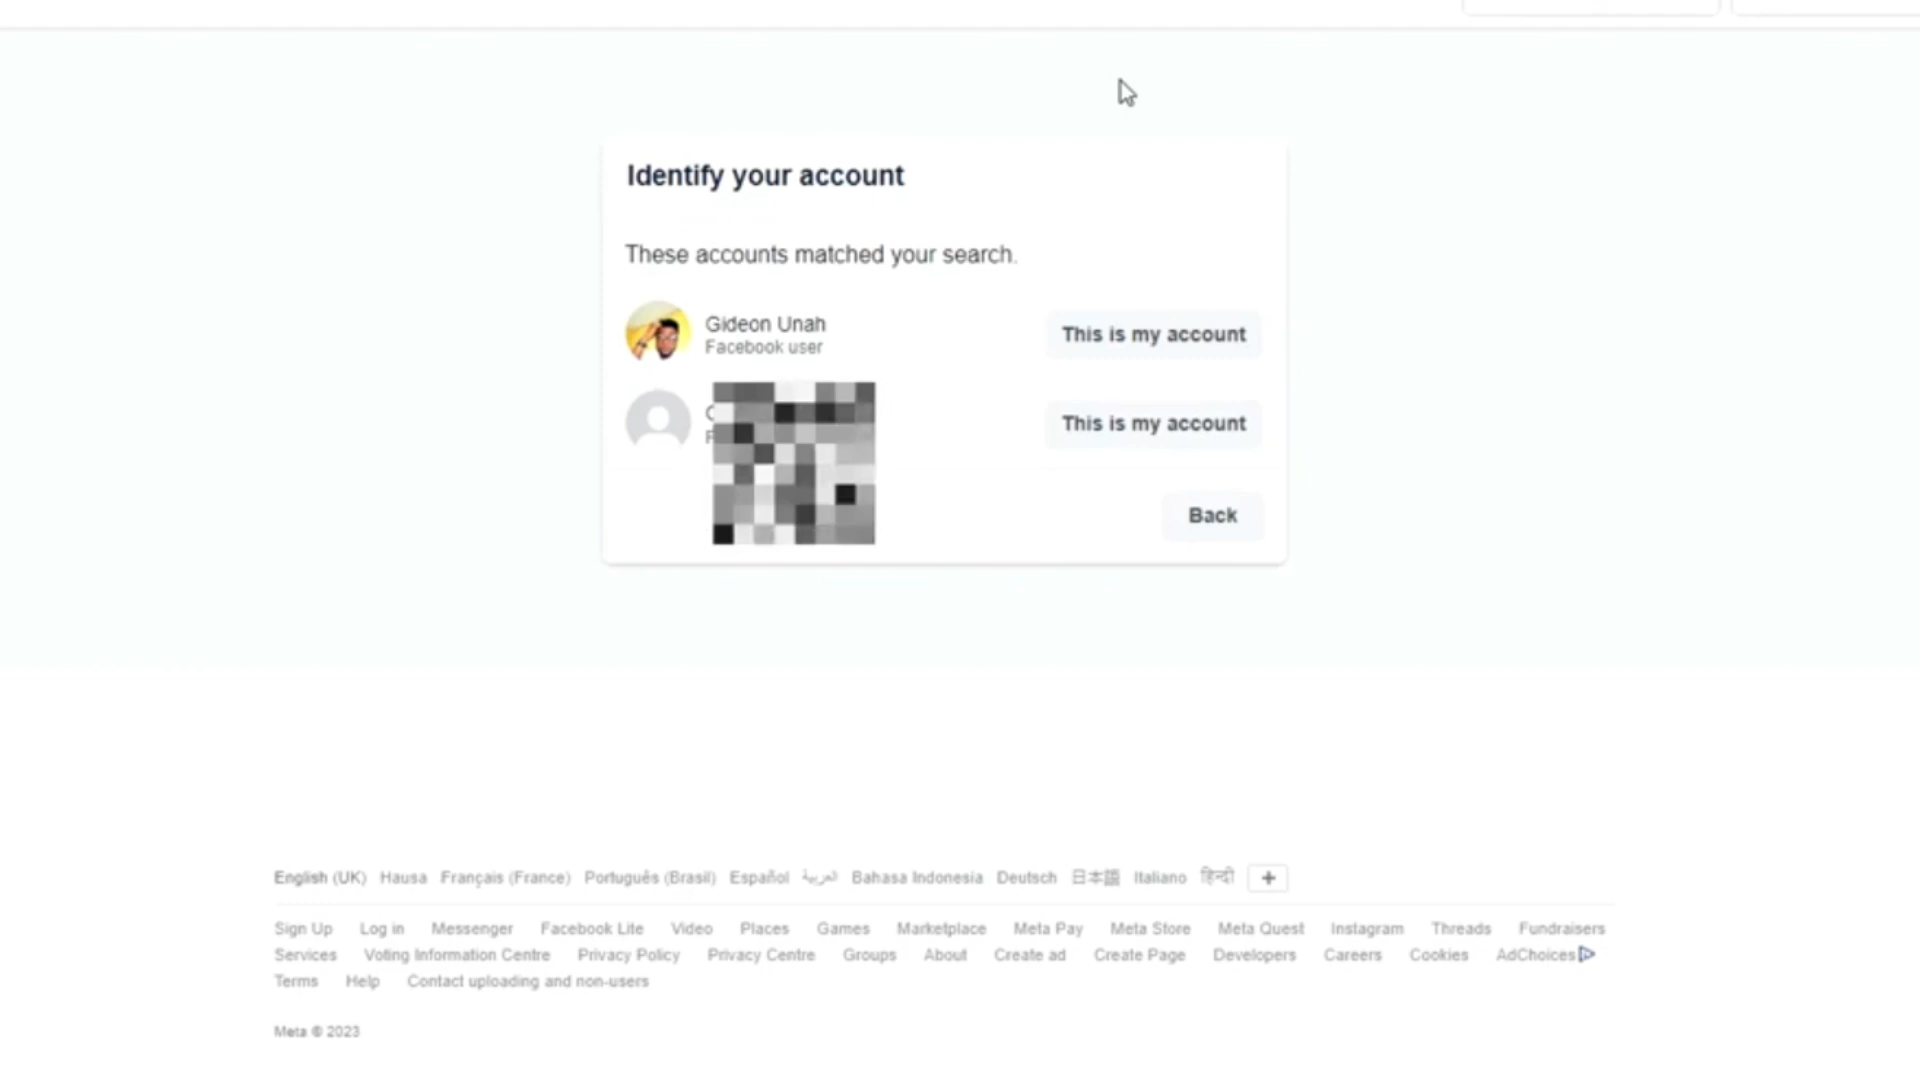 Identify your account
These accounts matched your search.
Gideon Unah
Facebook user
This is my account
This is my account
Back
English (UK) Hausa Français (France) Português (Brasil) Español العربية Bahasa Indonesia Deutsch 日本語 Italiano हिन्दी +
Sign Up Log in Messenger Facebook Lite Video Places Games Marketplace Meta Pay Meta Store Meta Quest Instagram Threads Fundraisers
Services Voting Information Centre Privacy Policy Privacy Centre Groups About Create ad Create Page Developers Careers Cookies AdChoices
Terms Help Contact uploading and non-users
Meta © 2023